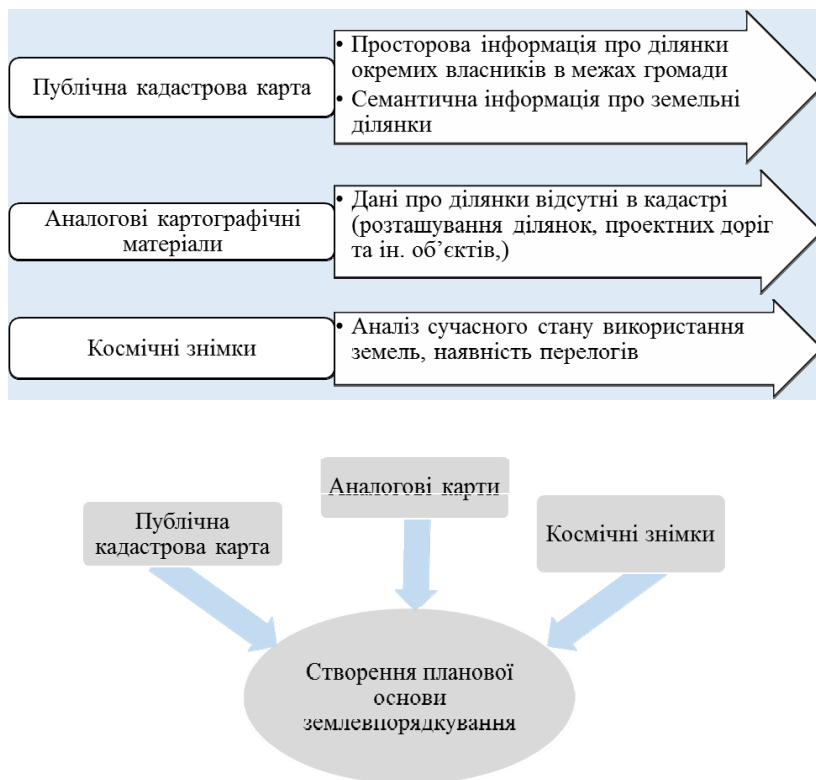 Публічна кадастрова карта
• Просторова інформація про ділянки
окремих власників в межах громади
• Семантична інформація про земельні
ділянки
Аналогові картографічні
матеріали
• Дані про ділянки відсутні в кадастрі
(розташування ділянок, проектних доріг
та ін. об’єктів,)
Космічні знімки
• Аналіз сучасного стану використання
земель, наявність перелогів
Аналогові карти
Публічна
кадастрова карта
Космічні знімки
Створення планової
основи
землевпорядкування